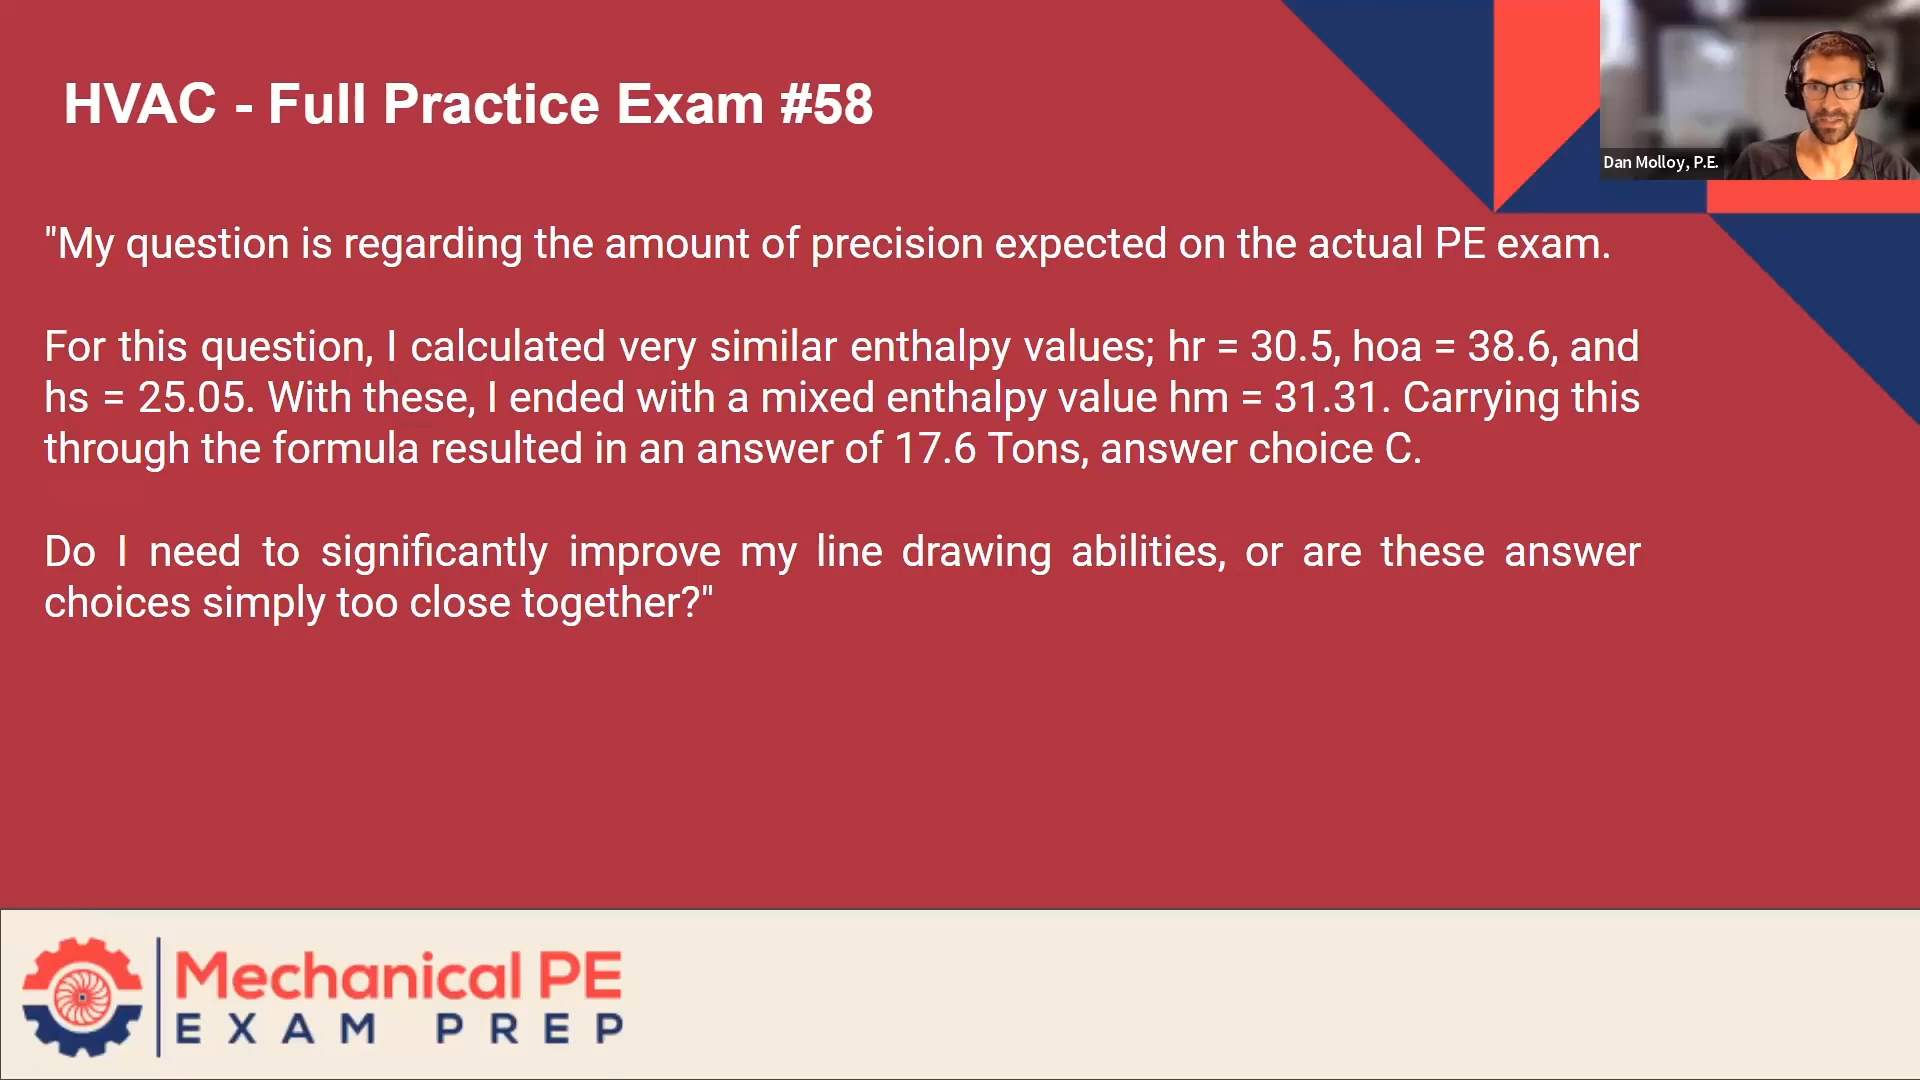 HVAC - Full Practice Exam #58
Dan Molloy, P.E.
"My question is regarding the amount of precision expected on the actual PE exam.
For this question, I calculated very similar enthalpy values; hr = 30.5, hoa = 38.6, and
hs = 25.05. With these, I ended with a mixed enthalpy value hm = 31.31. Carrying this
through the formula resulted in an answer of 17.6 Tons, answer choice C.
Do I need to significantly improve my line drawing abilities, or are these answer
choices simply too close together?"
Mechanical PE
EXAM PREP